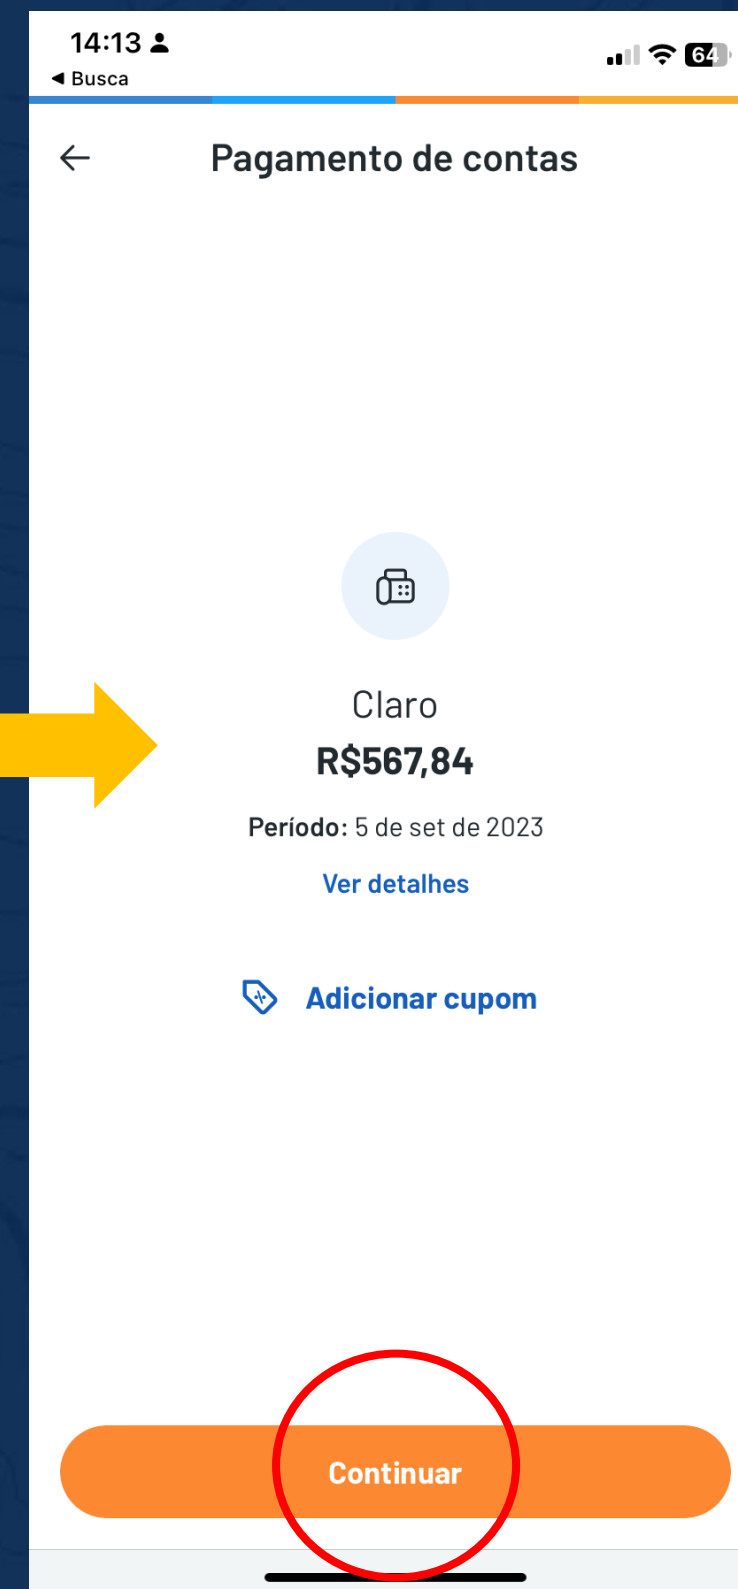 14:13
64
Busca
Pagamento de contas
Claro
R$567,84
Período: 5 de set de 2023
Ver detalhes
Adicionar cupom
Continuar